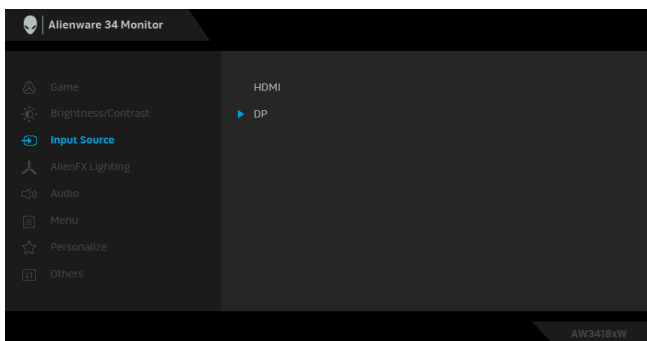 Alienware 34 Monitor
Game
HDMI
Brightness/Contrast
DP
Input Source
AlienFX Lighting
Audio
Menu
Personalize
Others
AW3418xW